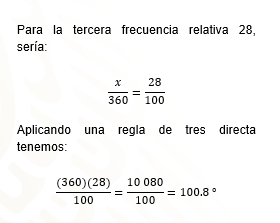 Para la tercera frecuencia relativa 28,
sería:
x/360 = 28/100
Aplicando una regla de tres directa
tenemos:
(360)(28)/100 = 10 080/100 = 100.8 °